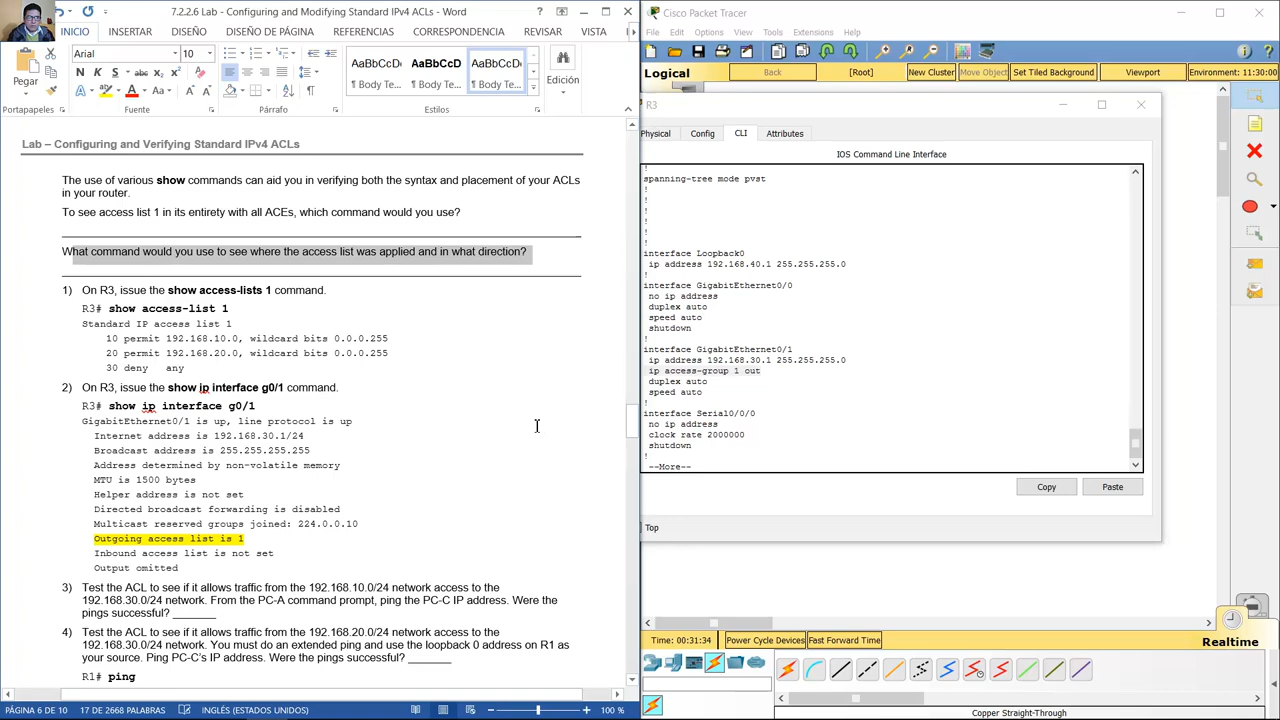 7.2.2.6 Lab - Configuring and Modifying Standard IPv4 ACLs - Word
INICIO INSERTAR DISEÑO DISEÑO DE PÁGINA REFERENCIAS CORRESPONDENCIA REVISAR VISTA
Arial 10
Pegar
N K S abc x₂ x²
A ab A Aa A A
AaBbCcDd AaBbCcD AaBbCcDd
¶ Body Te... ¶ Body Te... ¶ Body Te...
Edición
Portapapeles Fuente Párrafo Estilos
Lab – Configuring and Verifying Standard IPv4 ACLs
The use of various show commands can aid you in verifying both the syntax and placement of your ACLs
in your router.
To see access list 1 in its entirety with all ACEs, which command would you use?
What command would you use to see where the access list was applied and in what direction?
1) On R3, issue the show access-lists 1 command.
R3# show access-list 1
Standard IP access list 1
10 permit 192.168.10.0, wildcard bits 0.0.0.255
20 permit 192.168.20.0, wildcard bits 0.0.0.255
30 deny any
2) On R3, issue the show ip interface g0/1 command.
R3# show ip interface g0/1
GigabitEthernet0/1 is up, line protocol is up
Internet address is 192.168.30.1/24
Broadcast address is 255.255.255.255
Address determined by non-volatile memory
MTU is 1500 bytes
Helper address is not set
Directed broadcast forwarding is disabled
Multicast reserved groups joined: 224.0.0.10
Outgoing access list is 1
Inbound access list is not set
Output omitted
3) Test the ACL to see if it allows traffic from the 192.168.10.0/24 network access to the
192.168.30.0/24 network. From the PC-A command prompt, ping the PC-C IP address. Were the
pings successful? _______
4) Test the ACL to see if it allows traffic from the 192.168.20.0/24 network access to the
192.168.30.0/24 network. You must do an extended ping and use the loopback 0 address on R1 as
your source. Ping PC-C's IP address. Were the pings successful? _______
R1# ping
PÁGINA 6 DE 10 17 DE 2668 PALABRAS INGLÉS (ESTADOS UNIDOS) 100 %
Cisco Packet Tracer
File Edit Options View Tools Extensions Help
Logical Back [Root] New Cluster Move Object Set Tiled Background Viewport Environment: 11:30:00
R3
Physical Config CLI Attributes
IOS Command Line Interface
!
spanning-tree mode pvst
!
!
!
!
!
!
interface Loopback0
ip address 192.168.40.1 255.255.255.0
!
interface GigabitEthernet0/0
no ip address
duplex auto
speed auto
shutdown
!
interface GigabitEthernet0/1
ip address 192.168.30.1 255.255.255.0
ip access-group 1 out
duplex auto
speed auto
!
interface Serial0/0/0
no ip address
clock rate 2000000
shutdown
!
--More--
Copy Paste
Top
Time: 00:31:34 Power Cycle Devices Fast Forward Time
Realtime
Copper Straight-Through